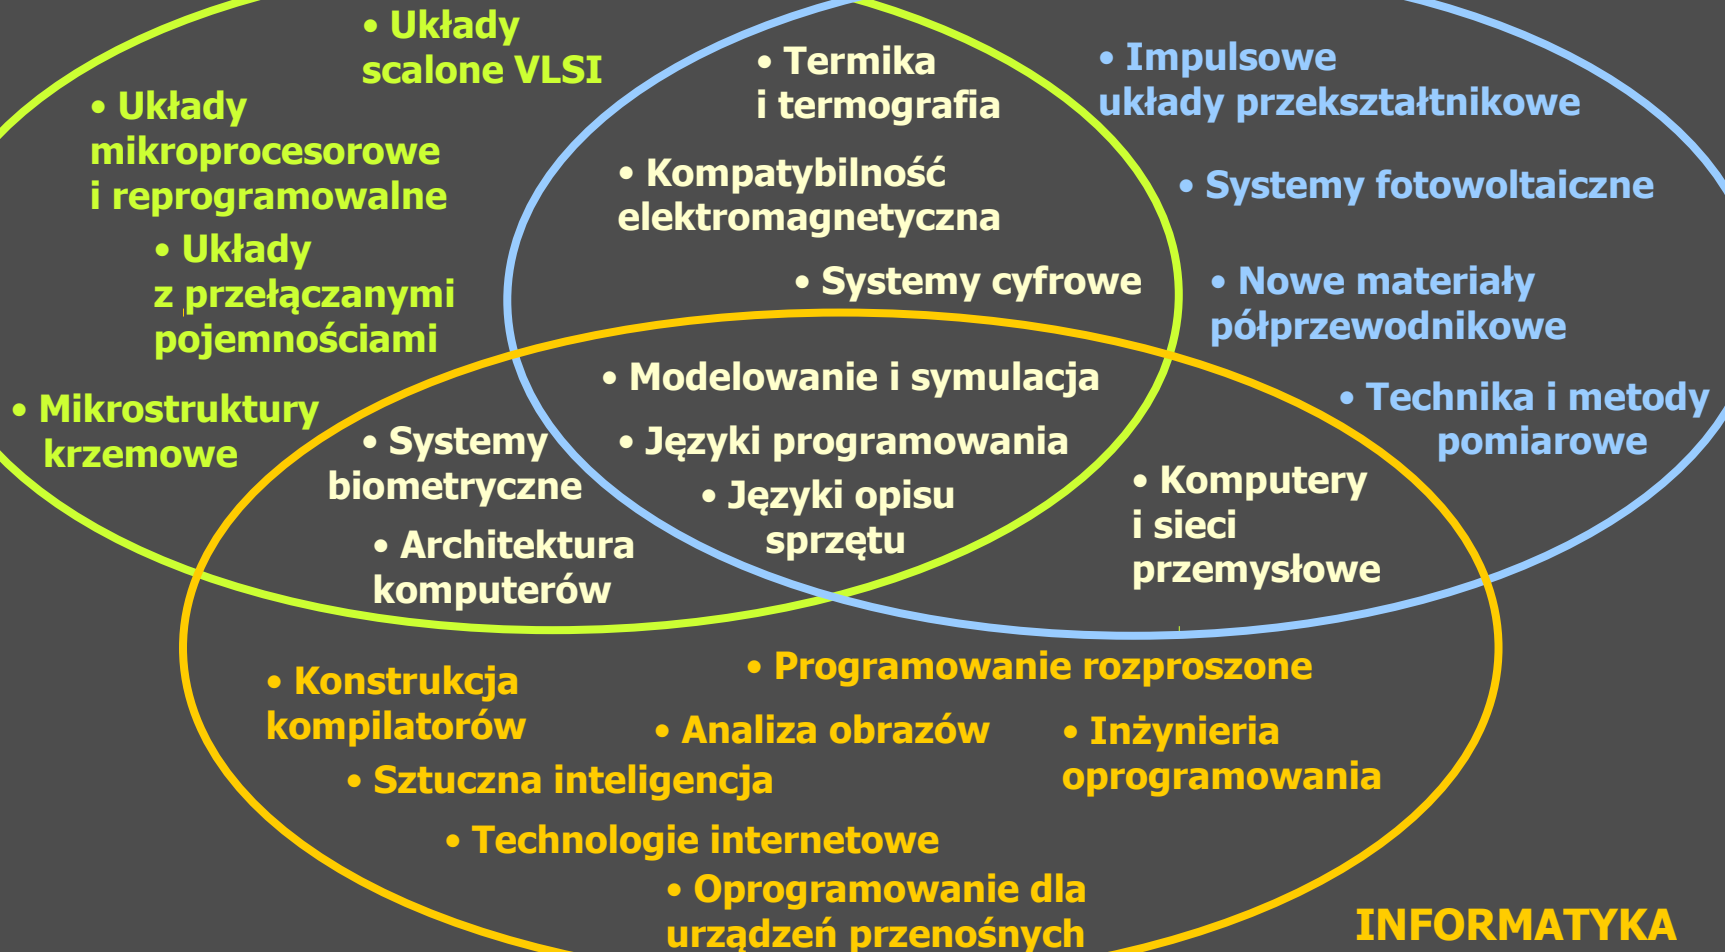 • Układy
scalone VLSI
• Układy
mikroprocesorowe
i reprogramowalne
• Układy
z przełączanymi
pojemnościami
• Mikrostruktury
krzemowe
• Termika
i termografia
• Kompatybilność
elektromagnetyczna
• Systemy cyfrowe
• Impulsowe
układy przekształtnikowe
• Systemy fotowoltaiczne
• Nowe materiały
półprzewodnikowe
• Technika i metody
pomiarowe
• Modelowanie i symulacja
• Języki programowania
• Języki opisu
sprzętu
• Systemy
biometryczne
• Architektura
komputerów
• Komputery
i sieci
przemysłowe
• Konstrukcja
kompilatorów
• Programowanie rozproszone
• Analiza obrazów
• Inżynieria
oprogramowania
• Sztuczna inteligencja
• Technologie internetowe
• Oprogramowanie dla
urządzeń przenośnych
INFORMATYKA